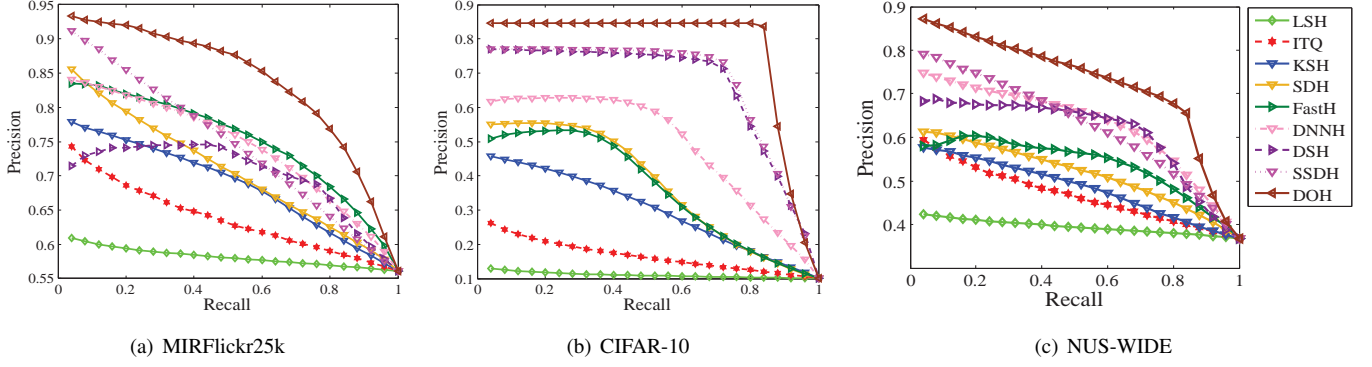 0.95
0.9
0.85
0.8
0.75
0.7
0.65
0.6
0.55
Precision
0 0.2 0.4 0.6 0.8 1
Recall
(a) MIRFlickr25k
0.9
0.8
0.7
0.6
0.5
0.4
0.3
0.2
0.1
Precision
0 0.2 0.4 0.6 0.8 1
Recall
(b) CIFAR-10
0.9
0.8
0.7
0.6
0.5
0.4
0.3
Precision
0 0.2 0.4 0.6 0.8 1
Recall
(c) NUS-WIDE
LSH
ITQ
KSH
SDH
FastH
DNNH
DSH
SSDH
DOH